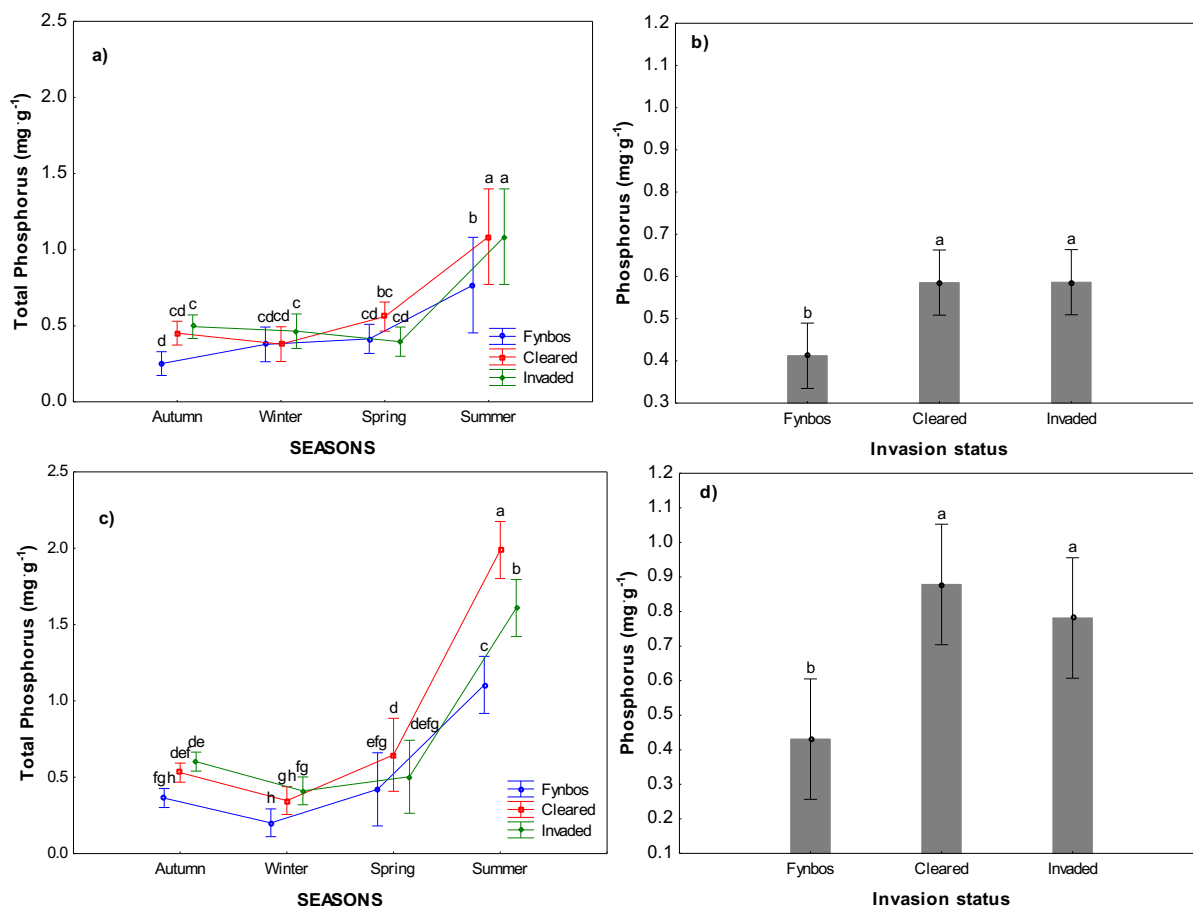 a)
Total Phosphorus (mg.g-1)
2.5
2.0
1.5
1.0
0.5
0.0
d
cd
c
cd
cd
c
cd
bc
cd
b
a
a
Fynbos
Cleared
Invaded
Autumn Winter Spring Summer
SEASONS
b)
Phosphorus (mg.g-1)
1.2
1.1
1.0
0.9
0.8
0.7
0.6
0.5
0.4
0.3
b
a
a
Fynbos Cleared Invaded
Invasion status
c)
Total Phosphorus (mg.g-1)
2.5
2.0
1.5
1.0
0.5
0.0
fgh
def
de
h
gh
fg
efg
d
defg
c
a
b
Fynbos
Cleared
Invaded
Autumn Winter Spring Summer
SEASONS
d)
Phosphorus (mg.g-1)
1.2
1.1
1.0
0.9
0.8
0.7
0.6
0.5
0.4
0.3
0.2
0.1
b
a
a
Fynbos Cleared Invaded
Invasion status